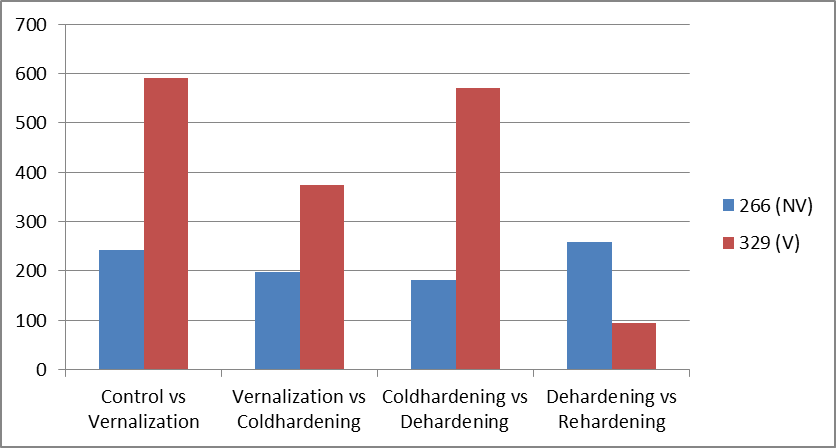 700
600
500
400
300
200
100
0
Control vs
Vernalization
Vernalization vs
Coldhardening
Coldhardening vs
Dehardening
Dehardening vs
Rehardening
266 (NV)
329 (V)